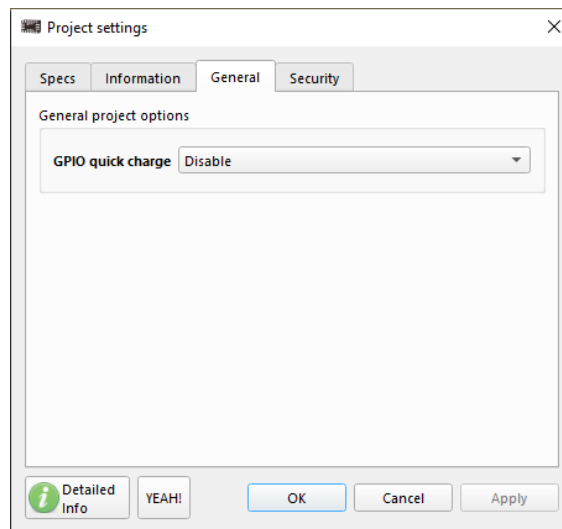 Project settings
Specs Information General Security
General project options
GPIO quick charge Disable
Detailed
Info
YEAH! OK Cancel Apply